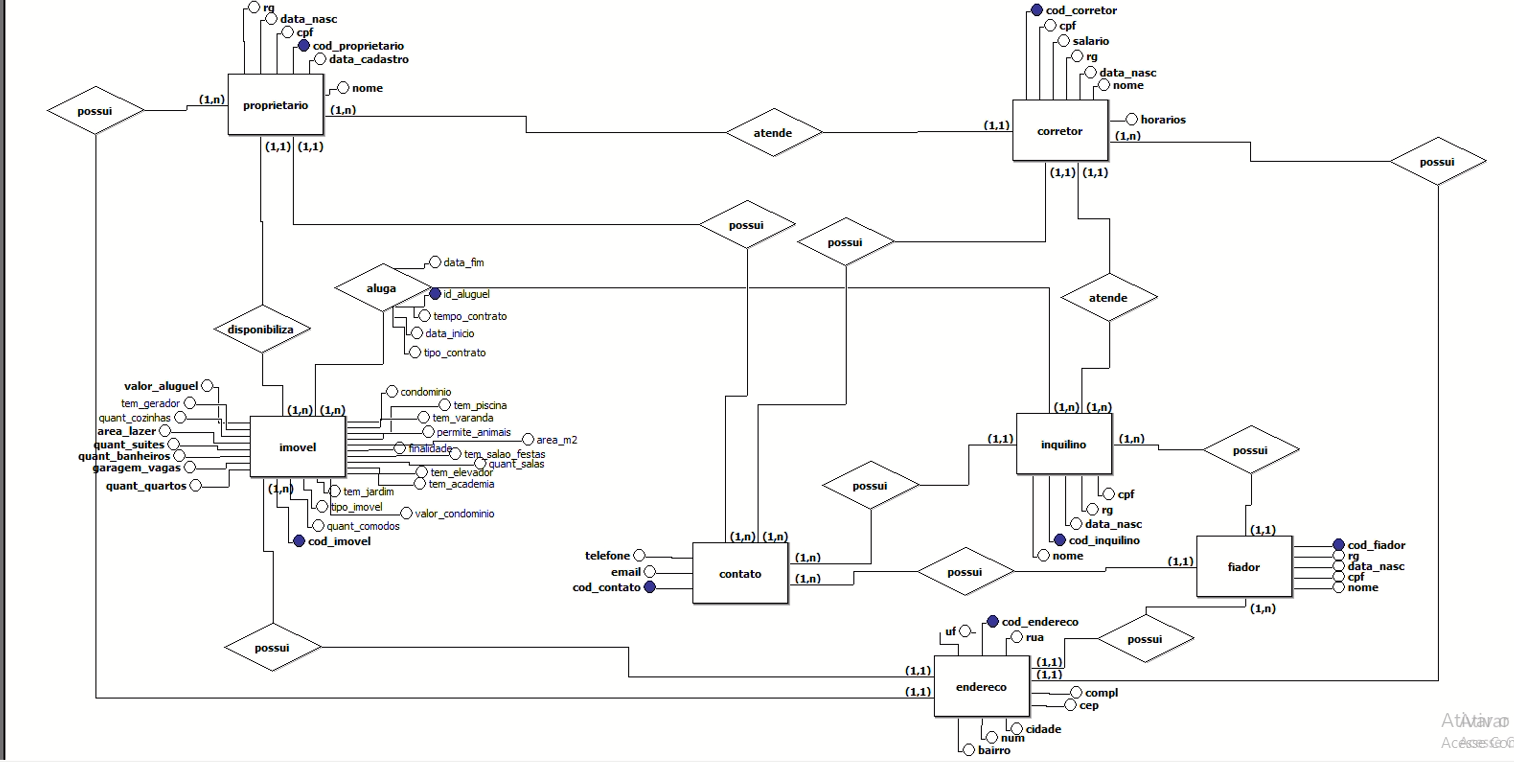 rg
data_nasc
cpf
cod_proprietario
data_cadastro
nome
proprietario
(1,n)
(1,n)
(1,1) (1,1)
possui
atende
cod_corretor
cpf
salario
rg
data_nasc
nome
horarios
corretor
(1,1)
(1,n)
(1,1) (1,1)
possui
possui
possui
atende
aluga
data_fim
id_aluguel
tempo_contrato
data_inicio
tipo_contrato
disponibiliza
valor_aluguel
tem_gerador
quant_cozinhas
area_lazer
quant_suites
quant_banheiros
garagem_vagas
quant_quartos
imovel
(1,n) (1,n)
(1,n)
condominio
tem_piscina
tem_varanda
permite_animais
area_m2
finalidade
tem_salao_festas
quant_salas
tem_elevador
tem_academia
tem_jardim
tipo_imovel
valor_condominio
quant_comodos
cod_imovel
inquilino
(1,n) (1,n)
(1,1)
(1,n)
cpf
rg
data_nasc
cod_inquilino
nome
possui
possui
contato
(1,n) (1,n)
(1,n)
(1,n)
telefone
email
cod_contato
possui
fiador
(1,1)
(1,1)
(1,n)
cod_fiador
rg
data_nasc
cpf
nome
possui
possui
endereco
(1,1)
(1,1)
(1,1)
(1,1)
uf
cod_endereco
rua
compl
cep
cidade
num
bairro